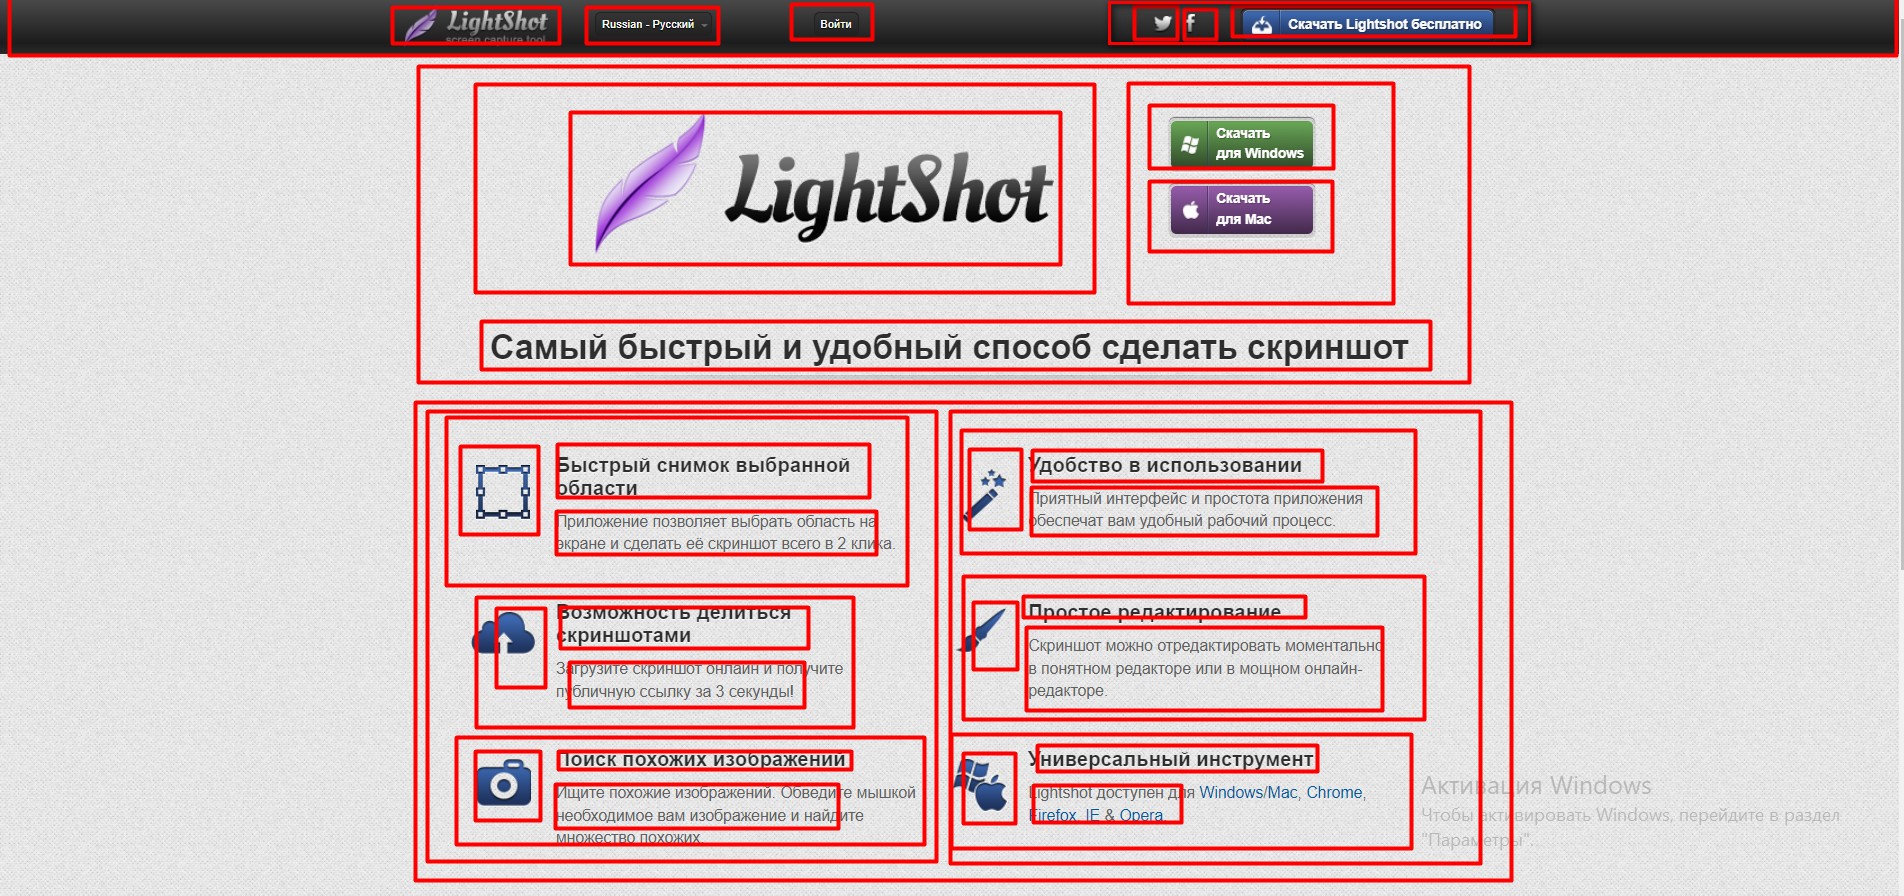 LightShot
screen capture tool
Russian - Русский
Войти
Скачать Lightshot бесплатно
LightShot
Скачать
для Windows
Скачать
для Mac
Самый быстрый и удобный способ сделать скриншот
Быстрый снимок выбранной
области
Приложение позволяет выбрать область на
экране и сделать её скриншот всего в 2 клика.
Удобство в использовании
Приятный интерфейс и простота приложения
обеспечат вам удобный рабочий процесс.
Возможность делиться
скриншотами
Загрузите скриншот онлайн и получите
публичную ссылку за 3 секунды!
Простое редактирование
Скриншот можно отредактировать моментально
в понятном редакторе или в мощном онлайн-
редакторе.
Поиск похожих изображений
Ищите похожие изображений. Обведите мышкой
необходимое вам изображение и найдите
множество похожих.
Универсальный инструмент
Lightshot доступен для Windows/Mac, Chrome,
Firefox, IE & Opera.
Активация Windows
Чтобы активировать Windows, перейдите в раздел
"Параметры".